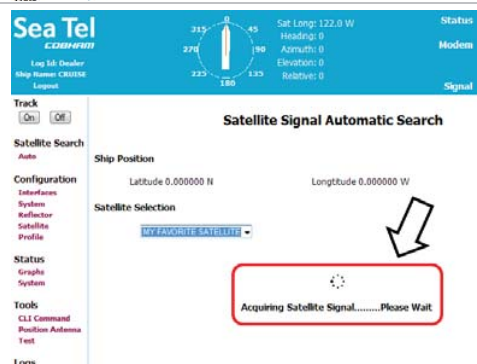 Sea Tel
COBHAM
Log Id: Dealer
Ship Name: CRUISE
Logout
0
315
45
270
90
225
135
180
Sat Long: 122.0 W
Heading: 0
Azimuth: 0
Elevation: 0
Relative: 0
Status
Modem
Signal
Track
On Off
Satellite Search
Auto
Configuration
Interfaces
System
Reflector
Satellite
Profile
Status
Graphs
System
Tools
CLI Command
Position Antenna
Test
Logs
Satellite Signal Automatic Search
Ship Position
Latitude 0.000000 N Longtitude 0.000000 W
Satellite Selection
MY FAVORITE SATELLITE
Acquiring Satellite Signal.........Please Wait